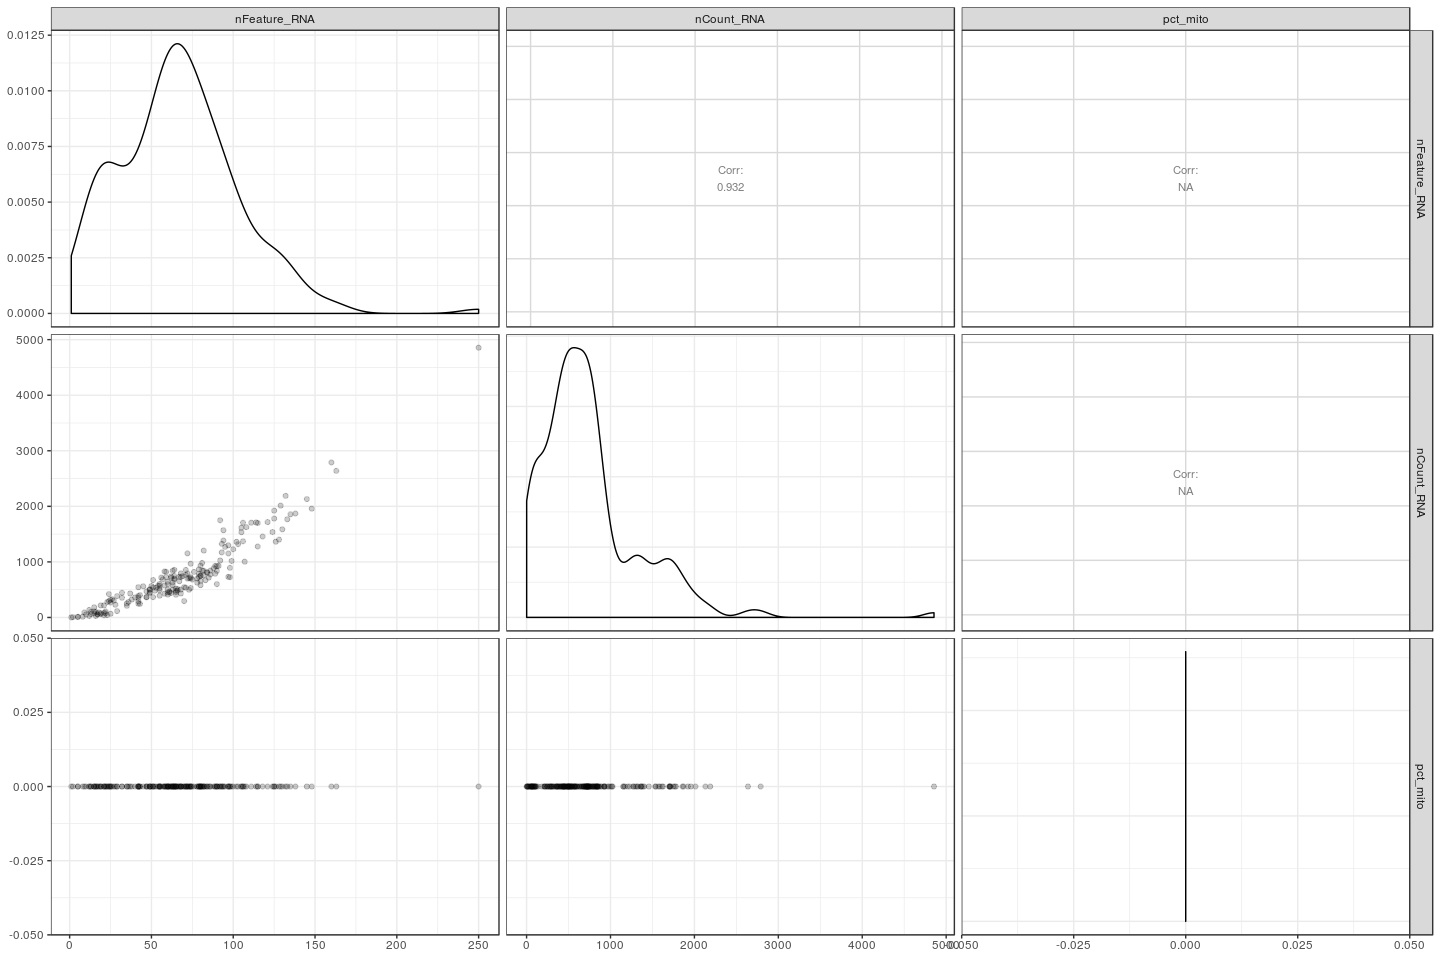 nFeature_RNA
nCount_RNA
pct_mito
0.0125
0.0100
0.0075
0.0050
0.0025
0.0000
Corr:
0.932
Corr:
NA
nFeature_RNA
5000
4000
3000
2000
1000
0
Corr:
NA
nCount_RNA
0.050
0.025
0.000
-0.025
-0.050
pct_mito
0 50 100 150 200 250
0 1000 2000 3000 4000 5000
-0.050 -0.025 0.000 0.025 0.050